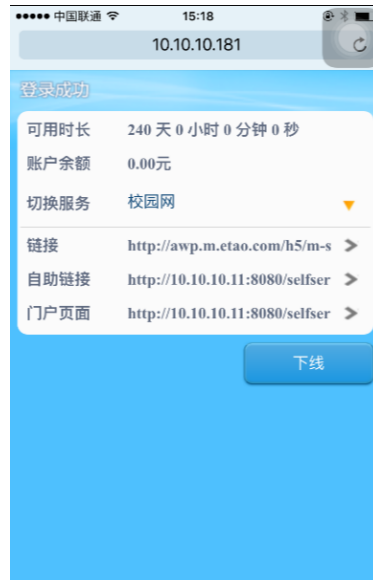 中国联通 15:18
10.10.10.181
登录成功
可用时长 240 天 0 小时 0 分钟 0 秒
账户余额 0.00元
切换服务 校园网
链接 http://awp.m.etao.com/h5/m-s
自助链接 http://10.10.10.11:8080/selfser
门户页面 http://10.10.10.11:8080/selfser
下线